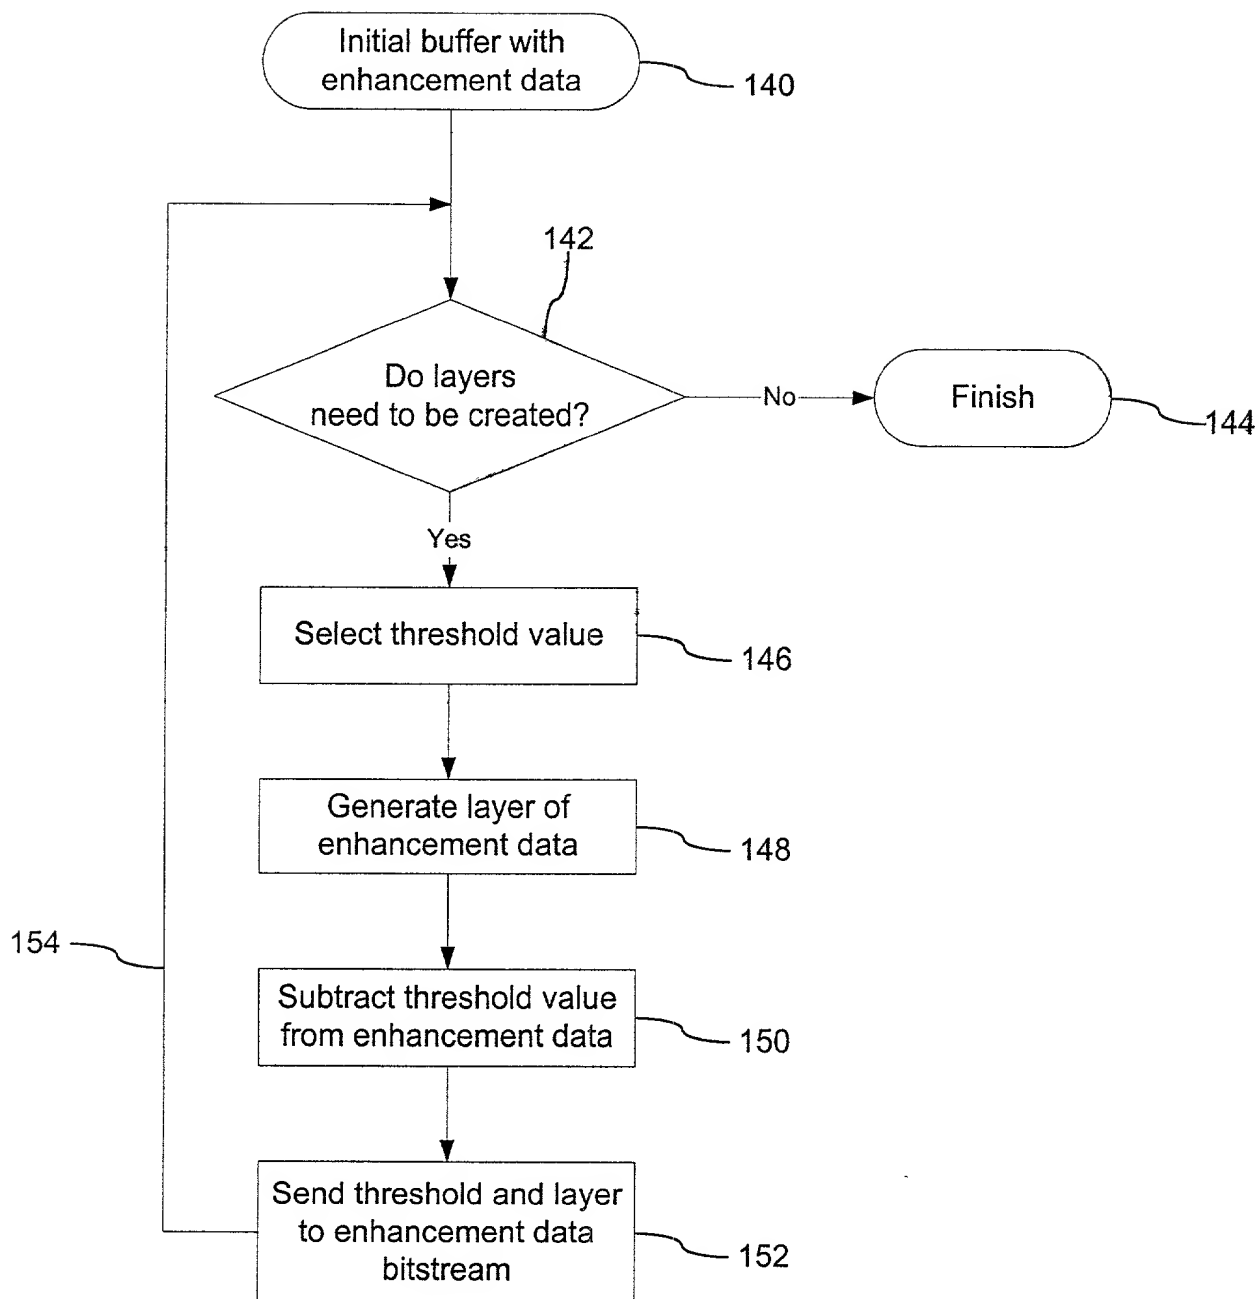 Initial buffer with
enhancement data
140
142
Do layers
need to be created?
No
Finish
144
Yes
Select threshold value
146
Generate layer of
enhancement data
148
154
Subtract threshold value
from enhancement data
150
Send threshold and layer
to enhancement data
bitstream
152